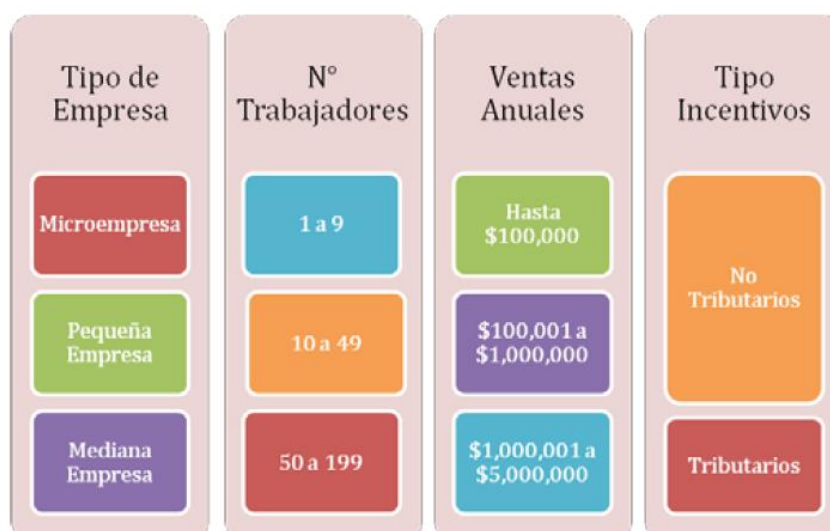 Tipo de
Empresa
N°
Trabajadores
Ventas
Anuales
Tipo
Incentivos
Microempresa
1 a 9
Hasta
$100,000
No
Tributarios
Pequeña
Empresa
10 a 49
$100,001 a
$1,000,000
Mediana
Empresa
50 a 199
$1,000,001 a
$5,000,000
Tributarios